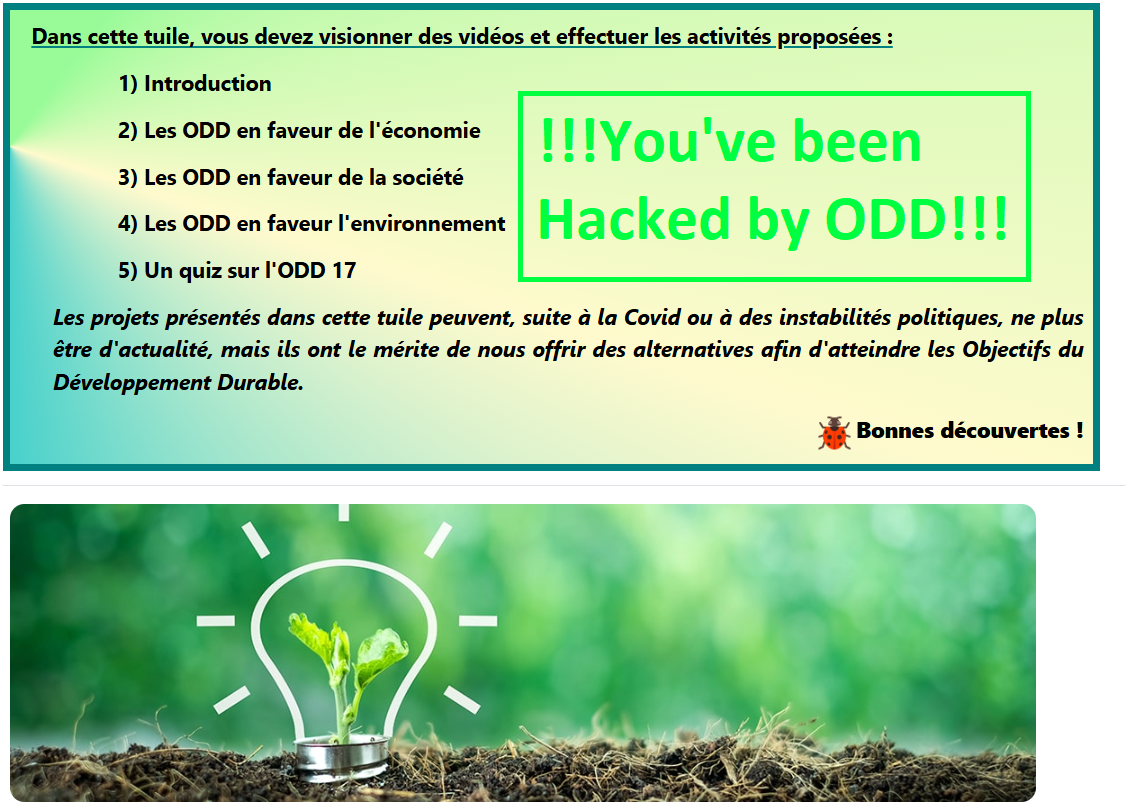 Dans cette tuile, vous devez visionner des vidéos et effectuer les activités proposées :
1) Introduction
2) Les ODD en faveur de l'économie
3) Les ODD en faveur de la société
4) Les ODD en faveur l'environnement
5) Un quiz sur l'ODD 17
!!!You've been
Hacked by ODD!!!
Les projets présentés dans cette tuile peuvent, suite à la Covid ou à des instabilités politiques, ne plus
être d'actualité, mais ils ont le mérite de nous offrir des alternatives afin d'atteindre les Objectifs du
Développement Durable.
Bonnes découvertes !